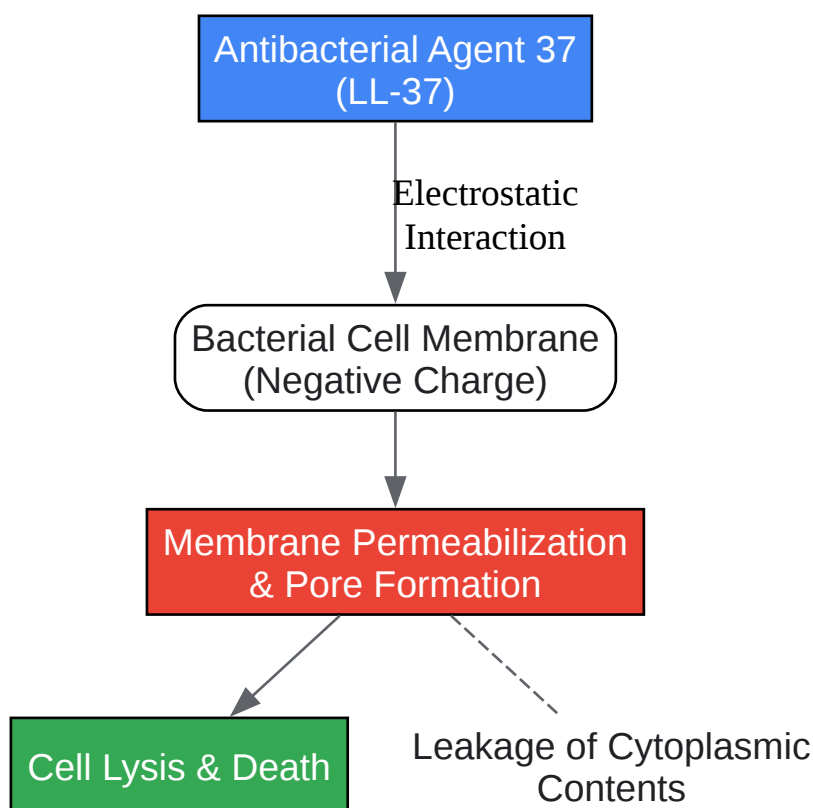 Antibacterial Agent 37
(LL-37)
Electrostatic
Interaction
Bacterial Cell Membrane
(Negative Charge)
Membrane Permeabilization
& Pore Formation
Cell Lysis & Death
Leakage of Cytoplasmic
Contents